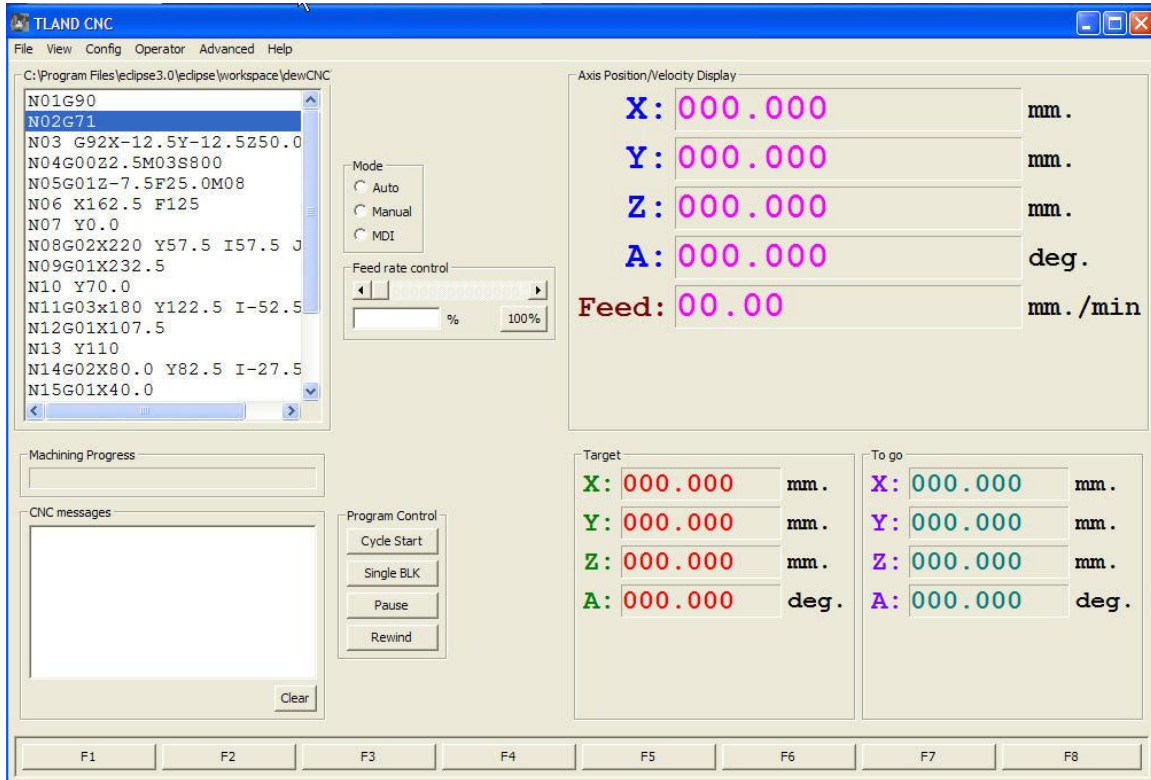 TLAND CNC
File View Config Operator Advanced Help
C:\Program Files\eclipse3.0\eclipse\workspace\dewCNC
N01G90
N02G71
N03 G92X-12.5Y-12.5Z50.0
N04G00Z2.5M03S800
N05G01Z-7.5F25.0M08
N06 X162.5 F125
N07 Y0.0
N08G02X220 Y57.5 I57.5 J
N09G01X232.5
N10 Y70.0
N11G03x180 Y122.5 I-52.5
N12G01X107.5
N13 Y110
N14G02X80.0 Y82.5 I-27.5
N15G01X40.0
Mode
Auto
Manual
MDI
Feed rate control
% 100%
Axis Position/Velocity Display
X: 000.000 mm.
Y: 000.000 mm.
Z: 000.000 mm.
A: 000.000 deg.
Feed: 00.00 mm./min
Machining Progress
CNC messages
Clear
Program Control
Cycle Start
Single BLK
Pause
Rewind
Target
X: 000.000 mm.
Y: 000.000 mm.
Z: 000.000 mm.
A: 000.000 deg.
To go
X: 000.000 mm.
Y: 000.000 mm.
Z: 000.000 mm.
A: 000.000 deg.
F1 F2 F3 F4 F5 F6 F7 F8